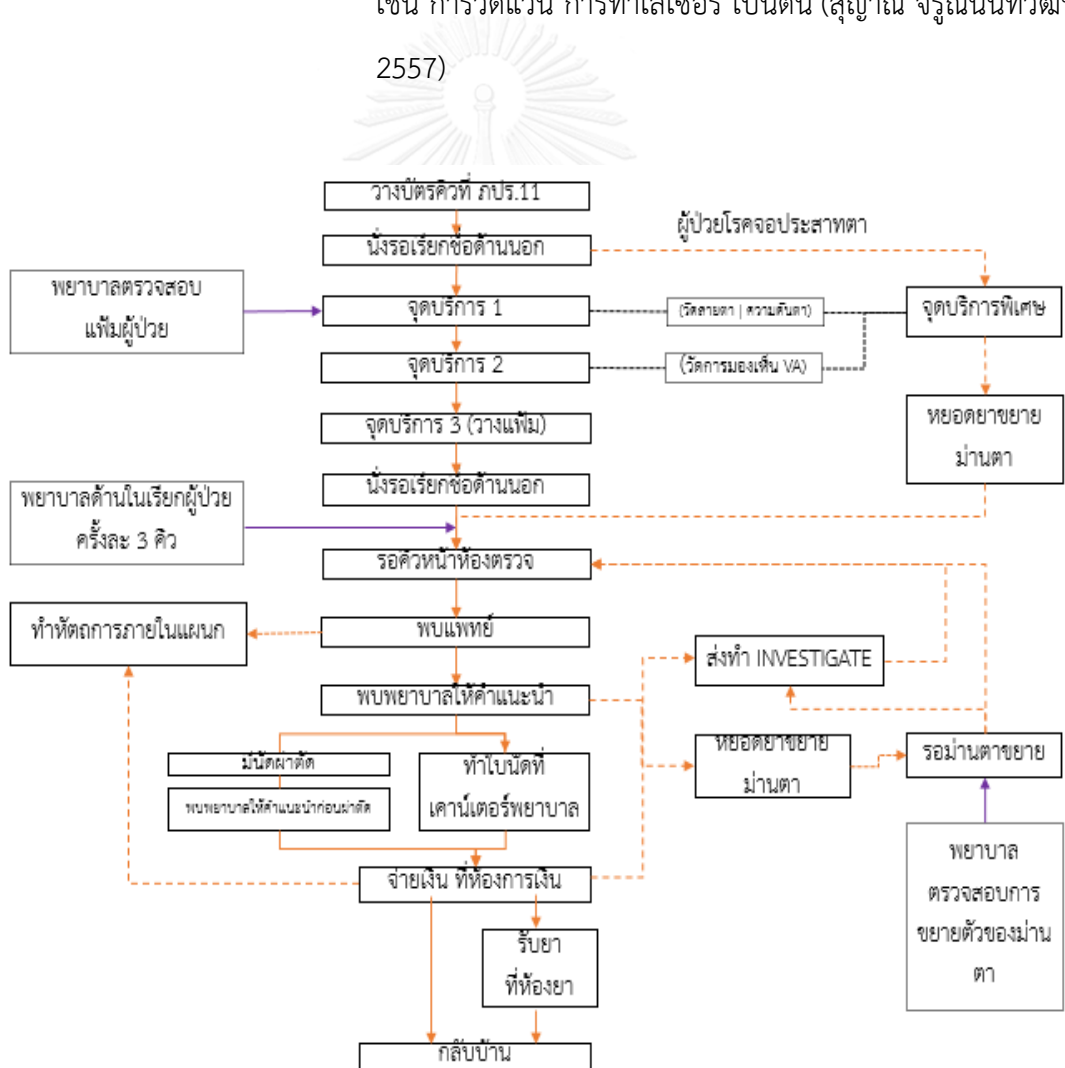 เช่น การวัดแว่น การทำเลเซอร์ เป็นต้น (สุญาณี
2557)
วางบัตรคิวที่ ภปร.11
นั่งรอเรียกชื่อด้านนอก
ผู้ป่วยโรคจอประสาทตา
พยาบาลตรวจสอบ
แฟ้มผู้ป่วย
จุดบริการ 1
(วัดสายตา | ความดันตา)
จุดบริการพิเศษ
จุดบริการ 2
(วัดการมองเห็น VA)
จุดบริการ 3 (วางแฟ้ม)
หยอดยาขยาย
ม่านตา
นั่งรอเรียกชื่อด้านนอก
พยาบาลด้านในเรียกผู้ป่วย
ครั้งละ 3 คิว
รอคิวหน้าห้องตรวจ
ทำหัตถการภายในแผนก
พบแพทย์
ส่งทำ INVESTIGATE
พบพยาบาลให้คำแนะนำ
มีนัดผ่าตัด
พบพยาบาลให้คำแนะนำก่อนผ่าตัด
ทำใบนัดที่
เคาน์เตอร์พยาบาล
หยอดยาขยาย
ม่านตา
รอม่านตาขยาย
พยาบาล
ตรวจสอบการ
ขยายตัวของม่าน
ตา
จ่ายเงิน ที่ห้องการเงิน
รับยา
ที่ห้องยา
กลับบ้าน